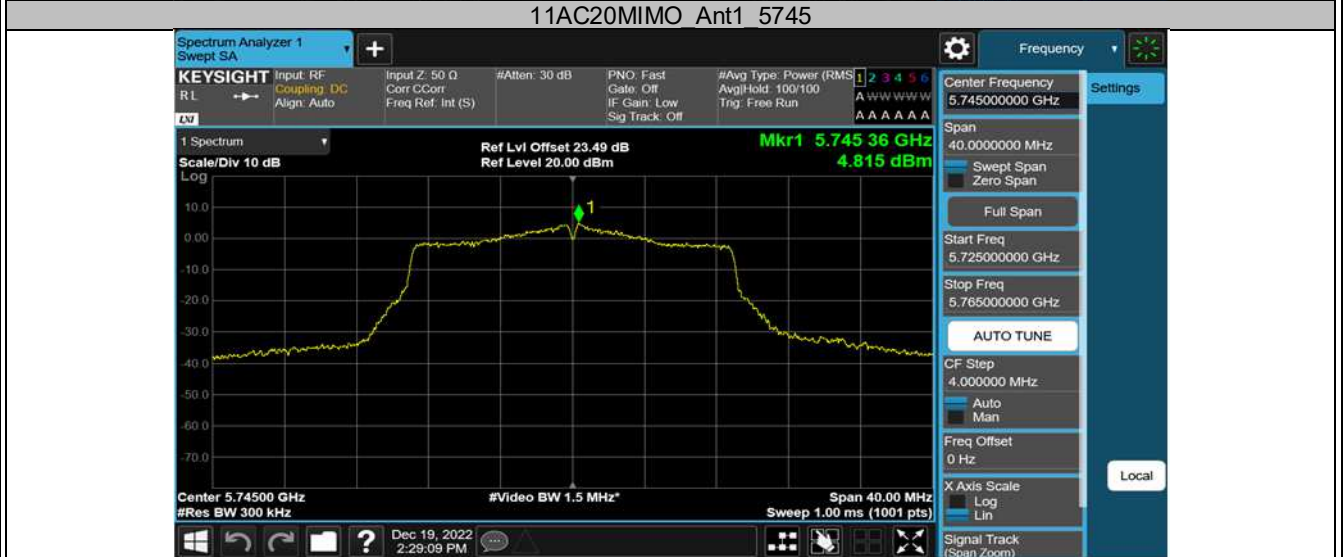 11AC20MIMO_Ant1_5745
Spectrum Analyzer 1
Swept SA
Frequency
KEYSIGHT
RL
LXI
Input: RF
Coupling: DC
Align: Auto
Input Z: 50 Ω
Corr CCorr
Freq Ref: Int (S)
#Atten: 30 dB
PNO: Fast
Gate: Off
IF Gain: Low
Sig Track: Off
#Avg Type: Power (RMS
Avg|Hold: 100/100
Trig: Free Run
1 2 3 4 5 6
A W W W W W
A A A A A A
1 Spectrum
Scale/Div 10 dB
Log
Ref Lvl Offset 23.49 dB
Ref Level 20.00 dBm
Mkr1 5.745 36 GHz
4.815 dBm
1
10.0
0.00
-10.0
-20.0
-30.0
-40.0
-50.0
-60.0
-70.0
Center 5.74500 GHz
#Res BW 300 kHz
#Video BW 1.5 MHz*
Span 40.00 MHz
Sweep 1.00 ms (1001 pts)
Dec 19, 2022
2:29:09 PM
?
Center Frequency
5.745000000 GHz
Settings
Span
40.0000000 MHz
Swept Span
Zero Span
Full Span
Start Freq
5.725000000 GHz
Stop Freq
5.765000000 GHz
AUTO TUNE
CF Step
4.000000 MHz
Auto
Man
Freq Offset
0 Hz
X Axis Scale
Log
Lin
Local
Signal Track
(Span Zoom)